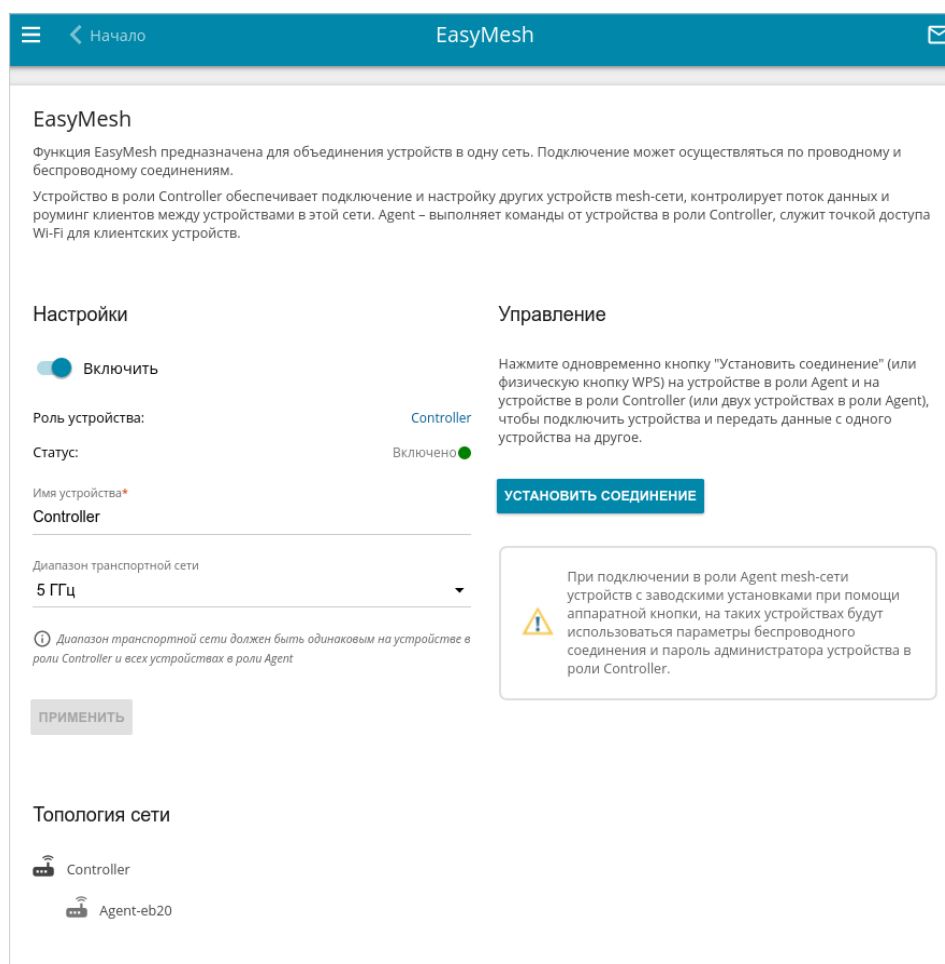 Начало
EasyMesh
EasyMesh
Функция EasyMesh предназначена для объединения устройств в одну сеть. Подключение может осуществляться по проводному и
беспроводному соединениям.
Устройство в роли Controller обеспечивает подключение и настройку других устройств mesh-сети, контролирует поток данных и
роуминг клиентов между устройствами в этой сети. Agent – выполняет команды от устройства в роли Controller, служит точкой доступа
Wi-Fi для клиентских устройств.
Настройки
Включить
Роль устройства: Controller
Статус: Включено
Имя устройства*
Controller
Диапазон транспортной сети
5 ГГц
Диапазон транспортной сети должен быть одинаковым на устройстве в
роли Controller и всех устройствах в роли Agent
ПРИМЕНИТЬ
Управление
Нажмите одновременно кнопку "Установить соединение" (или
физическую кнопку WPS) на устройстве в роли Agent и на
устройстве в роли Controller (или двух устройствах в роли Agent),
чтобы подключить устройства и передать данные с одного
устройства на другое.
УСТАНОВИТЬ СОЕДИНЕНИЕ
При подключении в роли Agent mesh-сети
устройств с заводскими установками при помощи
аппаратной кнопки, на таких устройствах будут
использоваться параметры беспроводного
соединения и пароль администратора устройства в
роли Controller.
Топология сети
Controller
Agent-eb20